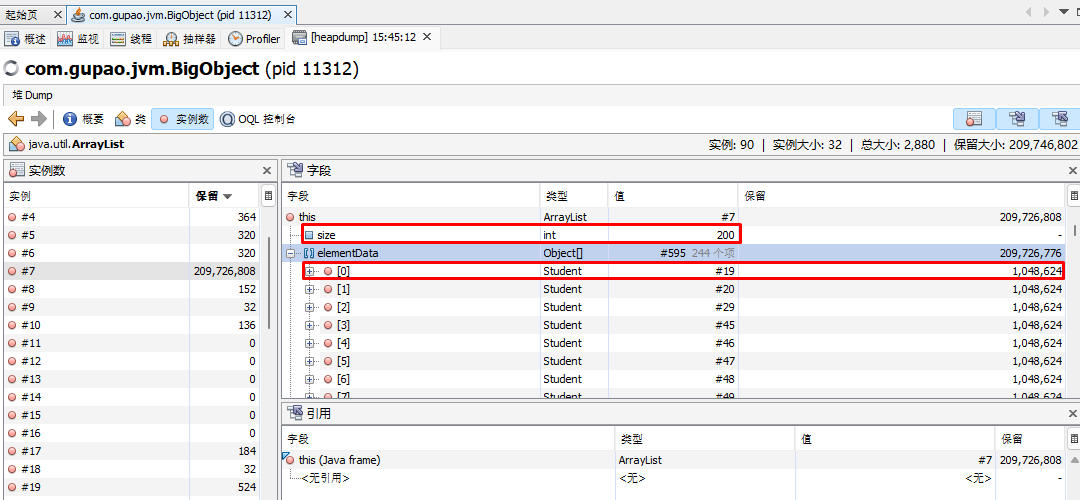 起始页 × com.gupao.jvm.BigObject (pid 11312) ×
概述 监视 线程 抽样器 Profiler [heapdump] 15:45:12 ×
com.gupao.jvm.BigObject (pid 11312)
堆 Dump
概要 类 实例数 OQL 控制台
java.util.ArrayList 实例: 90 | 实例大小: 32 | 总大小: 2,880 | 保留大小: 209,746,802
实例数 ×
实例 保留
#4 364
#5 320
#6 320
#7 209,726,808
#8 152
#9 32
#10 136
#11 0
#12 0
#13 0
#14 0
#15 0
#16 0
#17 184
#18 32
#19 524
字段 ×
字段 类型 值 保留
this ArrayList #7 209,726,808
size int 200 -
elementData Object[] #595 244 个项 209,726,776
[0] Student #19 1,048,624
[1] Student #20 1,048,624
[2] Student #29 1,048,624
[3] Student #45 1,048,624
[4] Student #46 1,048,624
[5] Student #47 1,048,624
[6] Student #48 1,048,624
[7] Student #49 1,048,624
引用 ×
字段 类型 值 保留
this (Java frame) ArrayList #7 209,726,808
<无引用> <无> <无> -